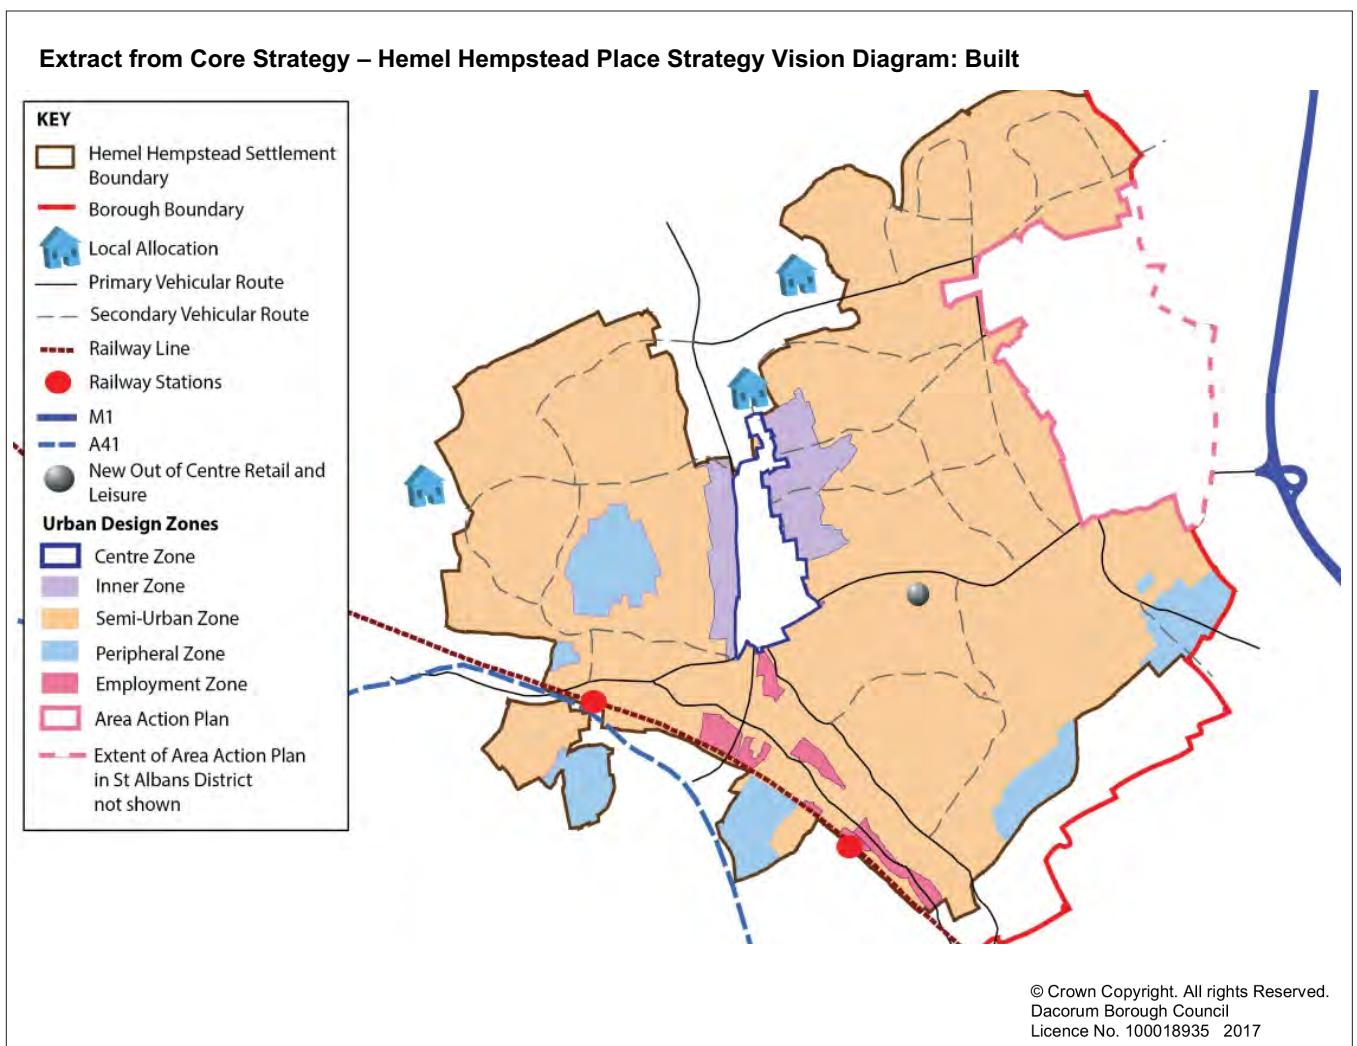 Extract from Core Strategy – Hemel Hempstead Place Strategy Vision Diagram: Built
KEY
Hemel Hempstead Settlement
Boundary
Borough Boundary
Local Allocation
Primary Vehicular Route
Secondary Vehicular Route
Railway Line
Railway Stations
M1
A41
New Out of Centre Retail and
Leisure
Urban Design Zones
Centre Zone
Inner Zone
Semi-Urban Zone
Peripheral Zone
Employment Zone
Area Action Plan
Extent of Area Action Plan
in St Albans District
not shown
© Crown Copyright. All rights Reserved.
Dacorum Borough Council
Licence No. 100018935 2017